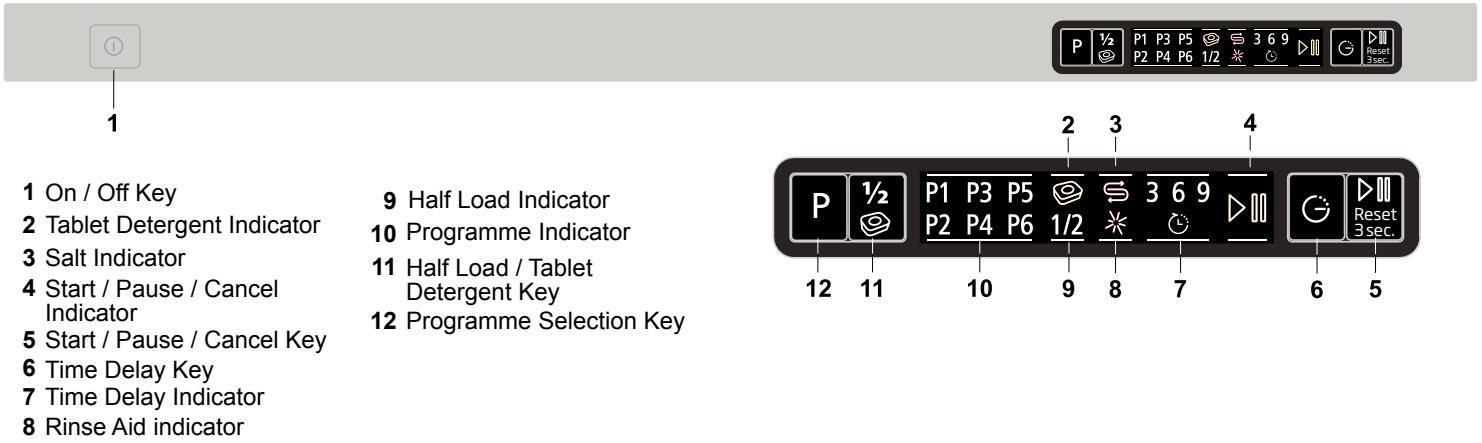 P ½ P1 P3 P5 3 6 9 Reset
P2 P4 P6 1/2 3sec.
1
2 3 4
1 On / Off Key
2 Tablet Detergent Indicator
3 Salt Indicator
4 Start / Pause / Cancel
Indicator
5 Start / Pause / Cancel Key
6 Time Delay Key
7 Time Delay Indicator
8 Rinse Aid indicator
9 Half Load Indicator
10 Programme Indicator
11 Half Load / Tablet
Detergent Key
12 Programme Selection Key
P ½ P1 P3 P5 3 6 9 Reset
P2 P4 P6 1/2 3sec.
12 11 10 9 8 7 6 5